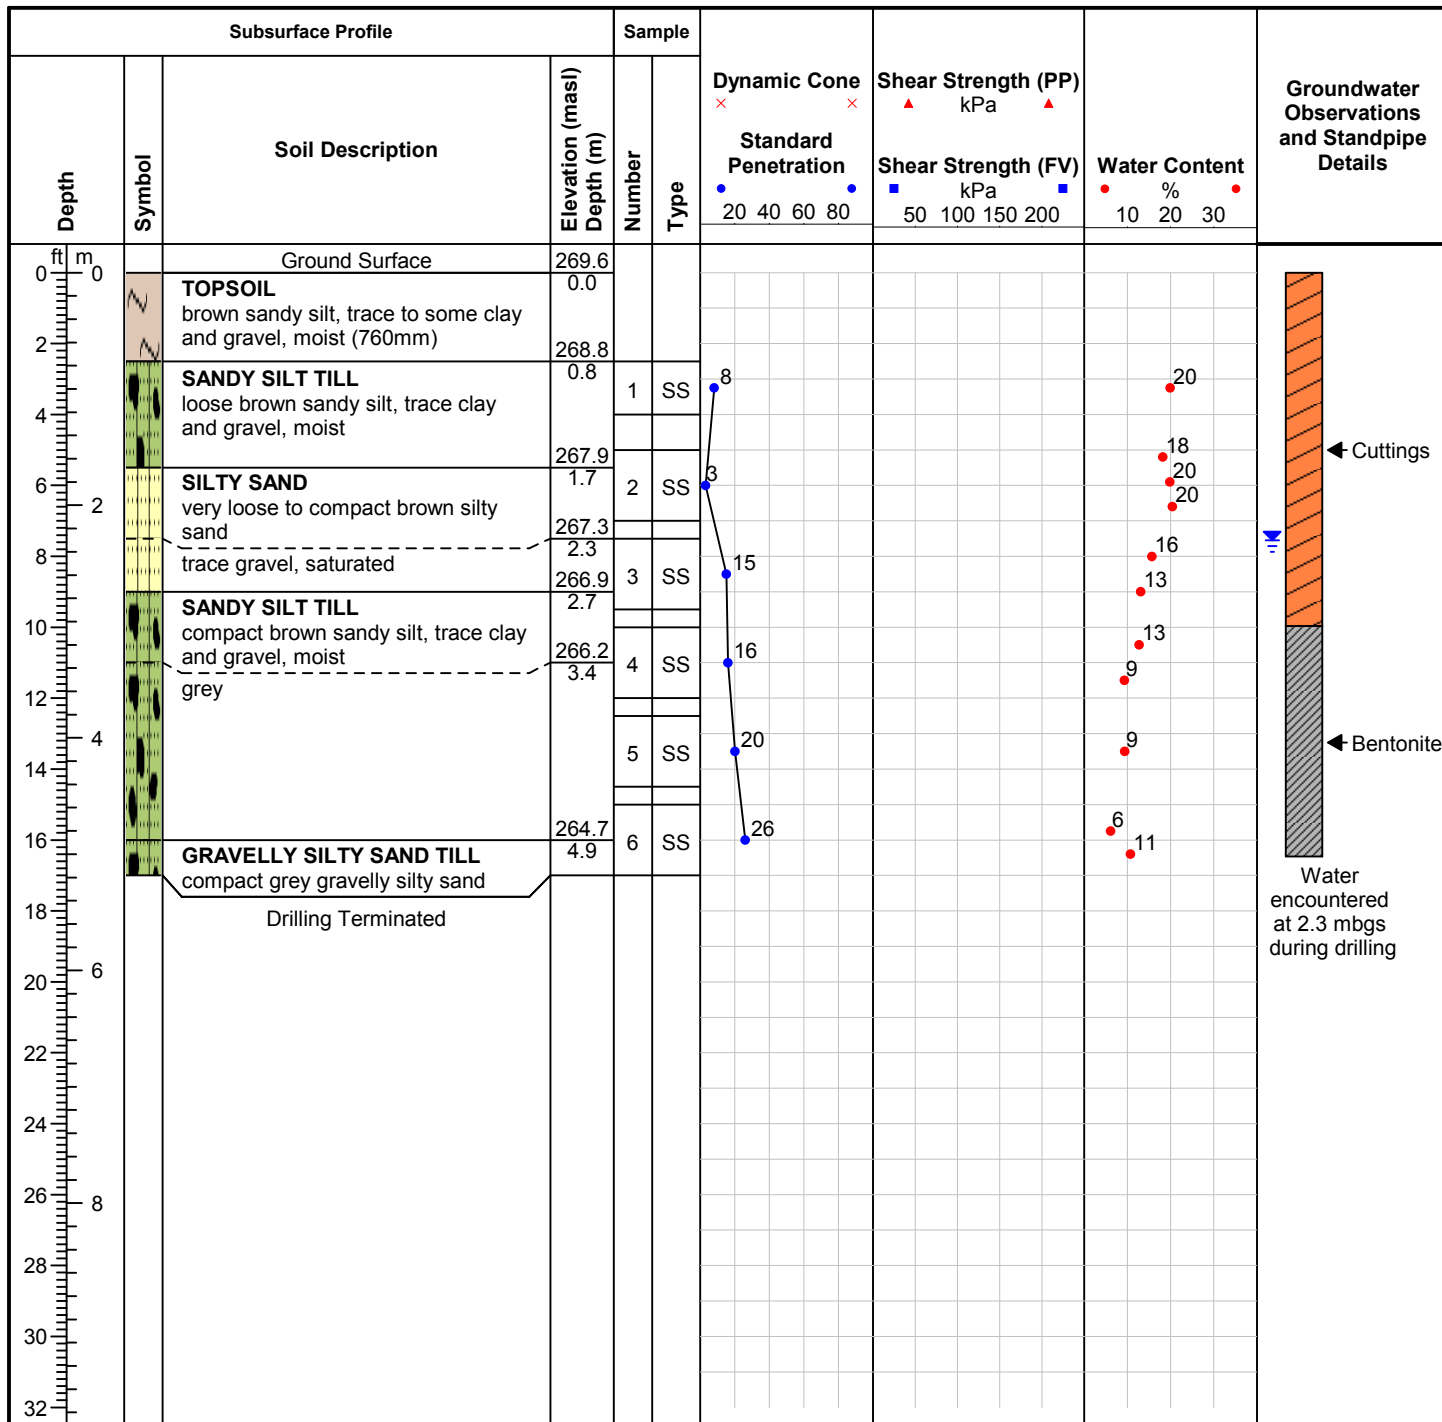 Subsurface Profile
Sample
Depth
Symbol
Soil Description
Elevation (masl)
Depth (m)
Number
Type
Dynamic Cone
Standard
Penetration
20 40 60 80
Shear Strength (PP)
kPa
Shear Strength (FV)
kPa
50 100 150 200
Water Content
%
10 20 30
Groundwater
Observations
and Standpipe
Details
ft m
Ground Surface
269.6
0 0
0.0
TOPSOIL
brown sandy silt, trace to some clay
and gravel, moist (760mm)
2
268.8
0.8
SANDY SILT TILL
loose brown sandy silt, trace clay
and gravel, moist
1 SS
8
20
4
267.9
1.7
18
Cuttings
SILTY SAND
very loose to compact brown silty
sand
6
2
2 SS
3
20
20
267.3
2.3
trace gravel, saturated
8
266.9
2.7
3 SS
15
16
13
SANDY SILT TILL
compact brown sandy silt, trace clay
and gravel, moist
10
266.2
3.4
grey
4 SS
16
13
9
12
4
5 SS
20
9
Bentonite
14
264.7
4.9
16
6 SS
26
6
11
GRAVELLY SILTY SAND TILL
compact grey gravelly silty sand
Drilling Terminated
Water
encountered
at 2.3 mbgs
during drilling
18
6
20
22
24
26
8
28
30
32